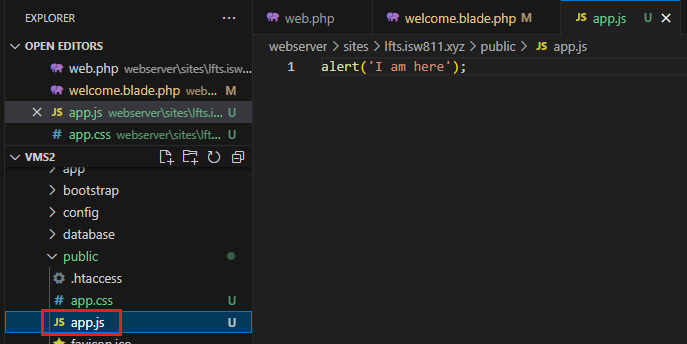 EXPLORER ...
OPEN EDITORS
web.php webserver\sites\lfts.isw...
welcome.blade.php web... M
JS app.js webserver\sites\lfts.i... U
# app.css webserver\sites\lft... U
VMS2
app
bootstrap
config
database
public
.htaccess
# app.css U
JS app.js U
favicon.ico
web.php
welcome.blade.php M
JS app.js U
webserver > sites > lfts.isw811.xyz > public > JS app.js
1 alert('I am here');